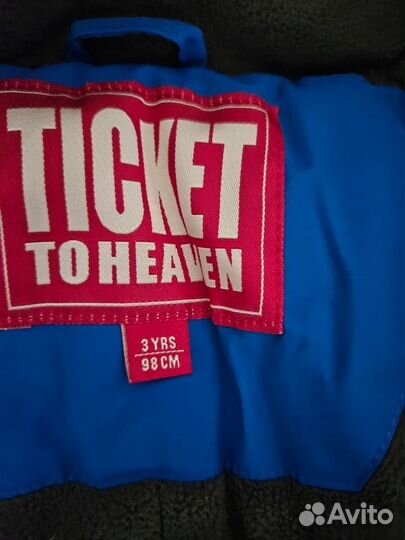 TICKET
TO HEAVEN
3 YRS
98 CM
Avito